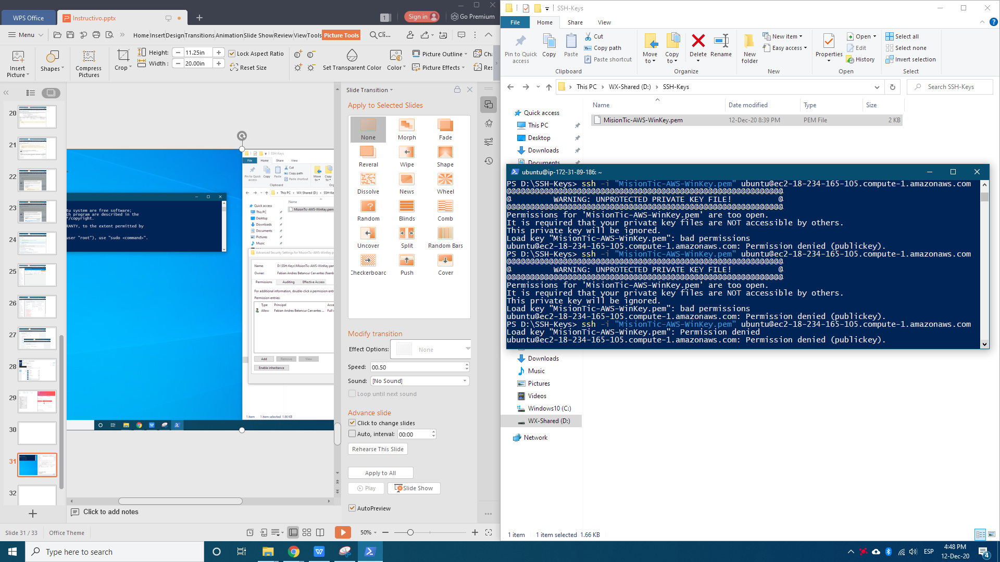 WPS Office
Instructivo.pptx
1
Sign in
Go Premium
Menu
Home
Insert
Design
Transitions
Animation
Slide Show
Review
View
Tools
Picture Tools
Cli...
Insert
Picture
Shapes
Compress
Pictures
Crop
Height:
11.25in
Width :
20.00in
Lock Aspect Ratio
Reset Size
Set Transparent Color
Color
Picture Outline
Picture Effects
Cha
Res
20
21
22
23
24
25
26
27
28
29
30
31
32
tu system are free software;
ch program are described in the
*/copyright.
RANTY, to the extent permitted by
user "root"), use "sudo <command>".
SSH-Keys
File
Home
Share
View
Pin to Quick
access
Copy
Paste
Cut
Copy path
Paste shortcut
Move
to
Copy
to
Clipboard
This PC
WX-Shared (D:)
SSH-Ke
Name
Quick access
MisionTic-AWS-WinKey.pem
This PC
Desktop
Downloads
Documents
Pictures
Music
Advanced Security Settings for MisionTic-AWS-WinKey.p
Name:
D:\SSH-Keys\MisionTic-AWS-WinKey.pem
Owner:
Fabian Andres Betancur Cervantes (faanb
Permissions
Auditing
Effective Access
For additional information, double-click a permission entr
Permission entries:
Type
Principal
Acce
Allow
Fabian Andres Betancur Cervantes ...
Full c
Add
Remove
View
Enable inheritance
1 item
1 item selected 1.66 KB
Click to add notes
Slide 31 / 33
Office Theme
50%
Slide Transition
Apply to Selected Slides
None
Morph
Fade
Reveral
Wipe
Shape
Dissolve
News
Wheel
Random
Blinds
Comb
Uncover
Split
Random Bars
Checkerboarc
Push
Cover
Modify transition
Effect Options:
None
Speed:
00.50
Sound:
[No Sound]
Loop until next sound
Advance slide
Click to change slides
Auto, interval:
00:00
Rehearse This Slide
Apply to All
Play
Slide Show
AutoPreview
SSH-Keys
File
Home
Share
View
Pin to Quick
access
Copy
Paste
Cut
Copy path
Paste shortcut
Clipboard
Move
to
Copy
to
Delete
Rename
Organize
New
folder
New item
Easy access
New
Properties
Open
Edit
History
Open
Select all
Select none
Invert selection
Select
This PC
WX-Shared (D:)
SSH-Keys
Search SSH-Keys
Name
Date modified
Type
Size
MisionTic-AWS-WinKey.pem
12-Dec-20 8:39 PM
PEM File
2 KB
Quick access
This PC
Desktop
Downloads
Documents
ubuntu@ip-172-31-89-186: ~
PS D:\SSH-Keys> ssh -i "MisionTic-AWS-WinKey.pem" ubuntu@ec2-18-234-165-105.compute-1.amazonaws.com
@@@@@@@@@@@@@@@@@@@@@@@@@@@@@@@@@@@@@@@@@@@@@@@@@@@@@@@@@@@
@         WARNING: UNPROTECTED PRIVATE KEY FILE!          @
@@@@@@@@@@@@@@@@@@@@@@@@@@@@@@@@@@@@@@@@@@@@@@@@@@@@@@@@@@@
Permissions for 'MisionTic-AWS-WinKey.pem' are too open.
It is required that your private key files are NOT accessible by others.
This private key will be ignored.
Load key "MisionTic-AWS-WinKey.pem": bad permissions
ubuntu@ec2-18-234-165-105.compute-1.amazonaws.com: Permission denied (publickey).
PS D:\SSH-Keys> ssh -i "MisionTic-AWS-WinKey.pem" ubuntu@ec2-18-234-165-105.compute-1.amazonaws.com
@@@@@@@@@@@@@@@@@@@@@@@@@@@@@@@@@@@@@@@@@@@@@@@@@@@@@@@@@@@
@         WARNING: UNPROTECTED PRIVATE KEY FILE!          @
@@@@@@@@@@@@@@@@@@@@@@@@@@@@@@@@@@@@@@@@@@@@@@@@@@@@@@@@@@@
Permissions for 'MisionTic-AWS-WinKey.pem' are too open.
It is required that your private key files are NOT accessible by others.
This private key will be ignored.
Load key "MisionTic-AWS-WinKey.pem": bad permissions
ubuntu@ec2-18-234-165-105.compute-1.amazonaws.com: Permission denied (publickey).
PS D:\SSH-Keys> ssh -i "MisionTic-AWS-WinKey.pem" ubuntu@ec2-18-234-165-105.compute-1.amazonaws.com
Load key "MisionTic-AWS-WinKey.pem": Permission denied
ubuntu@ec2-18-234-165-105.compute-1.amazonaws.com: Permission denied (publickey).
Downloads
Music
Pictures
Videos
Windows10 (C:)
WX-Shared (D:)
Network
1 item
1 item selected 1.66 KB
Type here to search
ESP
4:48 PM
12-Dec-20
4